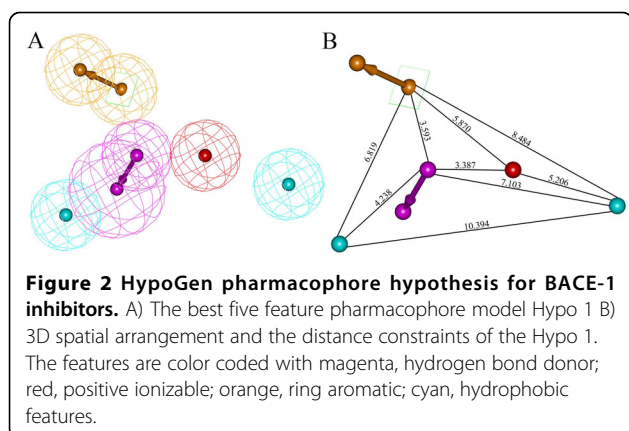 A
B
3.593
5.870
8.484
6.819
3.387
7.103
5.206
4.238
10.394
Figure 2 HypoGen pharmacophore hypothesis for BACE-1
inhibitors. A) The best five feature pharmacophore model Hypo 1 B)
3D spatial arrangement and the distance constraints of the Hypo 1.
The features are color coded with magenta, hydrogen bond donor;
red, positive ionizable; orange, ring aromatic; cyan, hydrophobic
features.